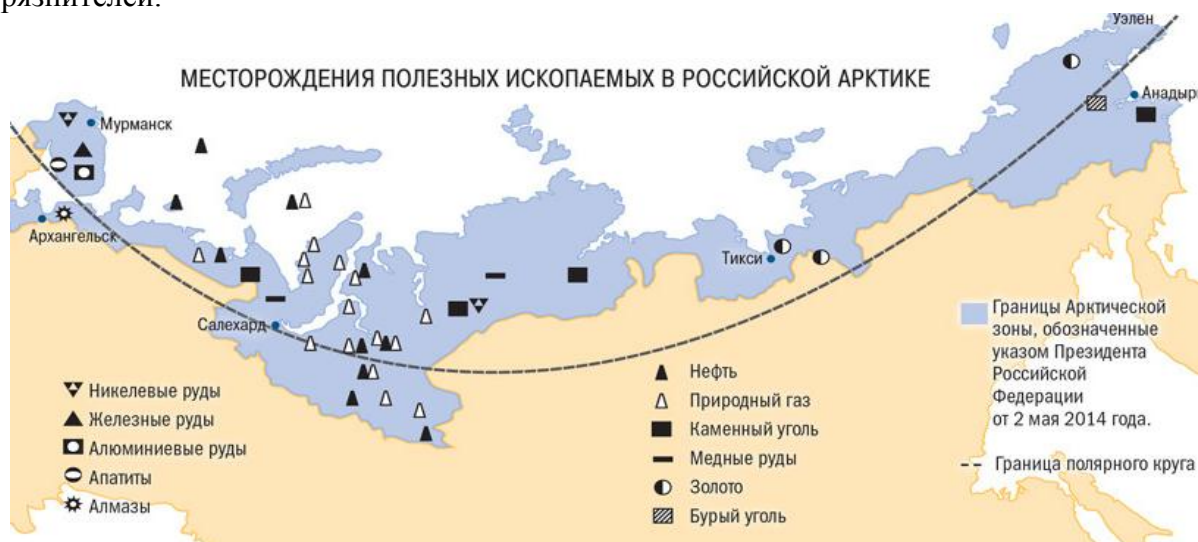 рязнителей.
Уэлен
МЕСТОРОЖДЕНИЯ ПОЛЕЗНЫХ ИСКОПАЕМЫХ В РОССИЙСКОЙ АРКТИКЕ
Анадырь
Мурманск
Архангельск
Тикси
Салехард
Никелевые руды
Железные руды
Алюминиевые руды
Апатиты
Алмазы
Нефть
Природный газ
Каменный уголь
Медные руды
Золото
Бурый уголь
Границы Арктической
зоны, обозначенные
указом Президента
Российской
Федерации
от 2 мая 2014 года.
Граница полярного круга